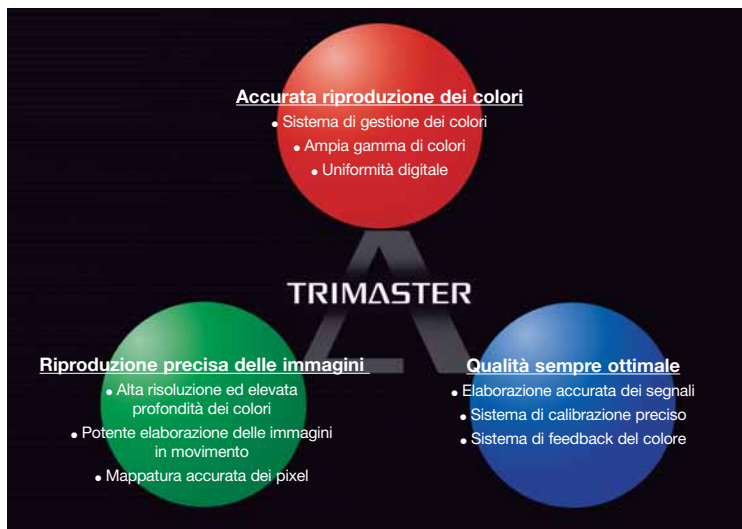 Accurata riproduzione dei colori
• Sistema di gestione dei colori
• Ampia gamma di colori
• Uniformità digitale
TRIMASTER
Riproduzione precisa delle immagini
• Alta risoluzione ed elevata
profondità dei colori
• Potente elaborazione delle immagini
in movimento
• Mappatura accurata dei pixel
Qualità sempre ottimale
• Elaborazione accurata dei segnali
• Sistema di calibrazione preciso
• Sistema di feedback del colore